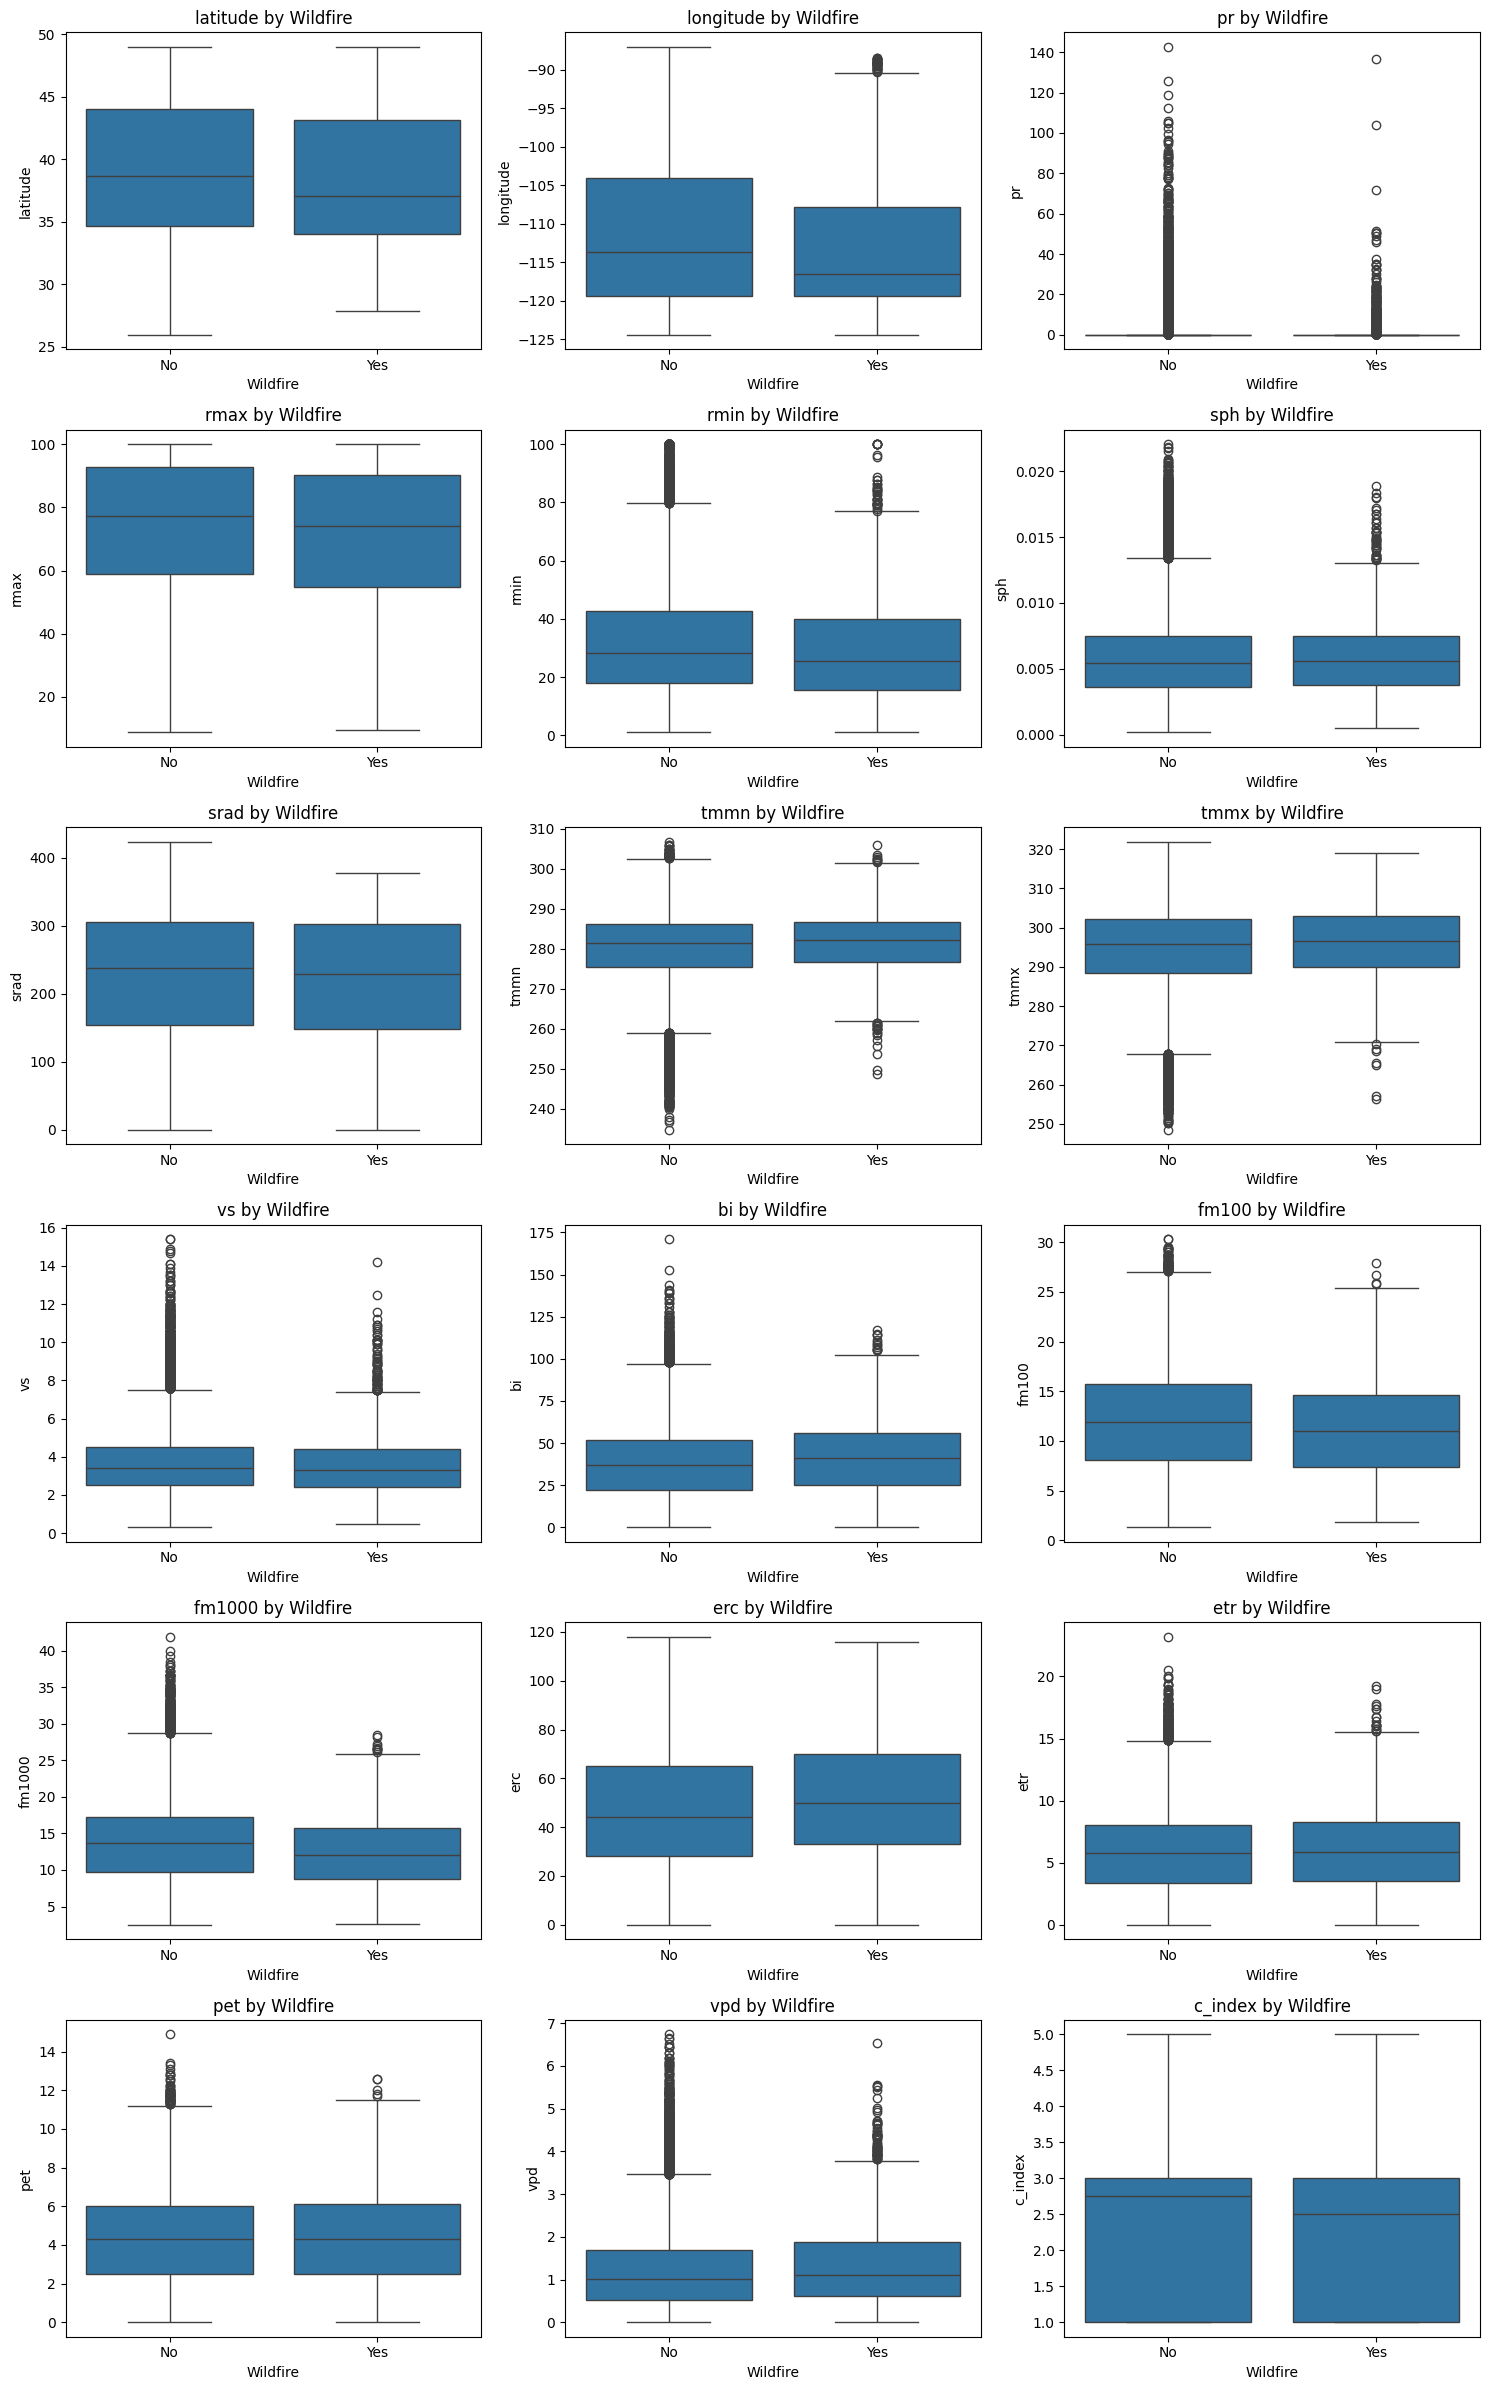 latitude by Wildfire
latitude
50
45
40
35
30
25
No
Yes
Wildfire
longitude by Wildfire
longitude
−90
−95
−100
−105
−110
−115
−120
−125
No
Yes
Wildfire
pr by Wildfire
pr
140
120
100
80
60
40
20
0
No
Yes
Wildfire
rmax by Wildfire
rmax
100
80
60
40
20
No
Yes
Wildfire
rmin by Wildfire
rmin
100
80
60
40
20
0
No
Yes
Wildfire
sph by Wildfire
sph
0.020
0.015
0.010
0.005
0.000
No
Yes
Wildfire
srad by Wildfire
srad
400
300
200
100
0
No
Yes
Wildfire
tmmn by Wildfire
tmmn
310
300
290
280
270
260
250
240
No
Yes
Wildfire
tmmx by Wildfire
tmmx
320
310
300
290
280
270
260
250
No
Yes
Wildfire
vs by Wildfire
vs
16
14
12
10
8
6
4
2
0
No
Yes
Wildfire
bi by Wildfire
bi
175
150
125
100
75
50
25
0
No
Yes
Wildfire
fm100 by Wildfire
fm100
30
25
20
15
10
5
0
No
Yes
Wildfire
fm1000 by Wildfire
fm1000
40
35
30
25
20
15
10
5
No
Yes
Wildfire
erc by Wildfire
erc
120
100
80
60
40
20
0
No
Yes
Wildfire
etr by Wildfire
etr
20
15
10
5
0
No
Yes
Wildfire
pet by Wildfire
pet
14
12
10
8
6
4
2
0
No
Yes
Wildfire
vpd by Wildfire
vpd
7
6
5
4
3
2
1
0
No
Yes
Wildfire
c_index by Wildfire
c_index
5.0
4.5
4.0
3.5
3.0
2.5
2.0
1.5
1.0
No
Yes
Wildfire